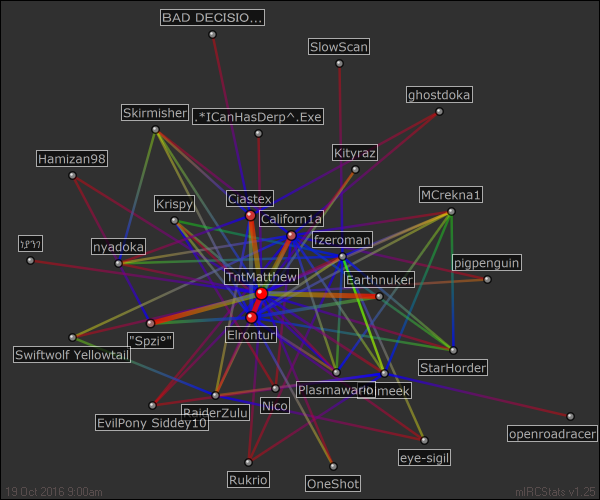 BAD DECISIO...
SlowScan
ghostdoka
Skirmisher
.*ICanHasDerp^.Exe
Kityraz
Hamizan98
MCrekna1
Krispy
Ciastex
Californ1a
nyadoka
fzeroman
pigpenguin
TntMatthew
Earthnuker
Elrontur
"Spzi°"
Swiftwolf Yellowtail
StarHorder
Plasmawario
meek
Nico
RaiderZulu
EvilPony Siddey10
openroadracer
eye-sigil
Rukrio
OneShot
19 Oct 2016 9:00am
mIRCStats v1.25